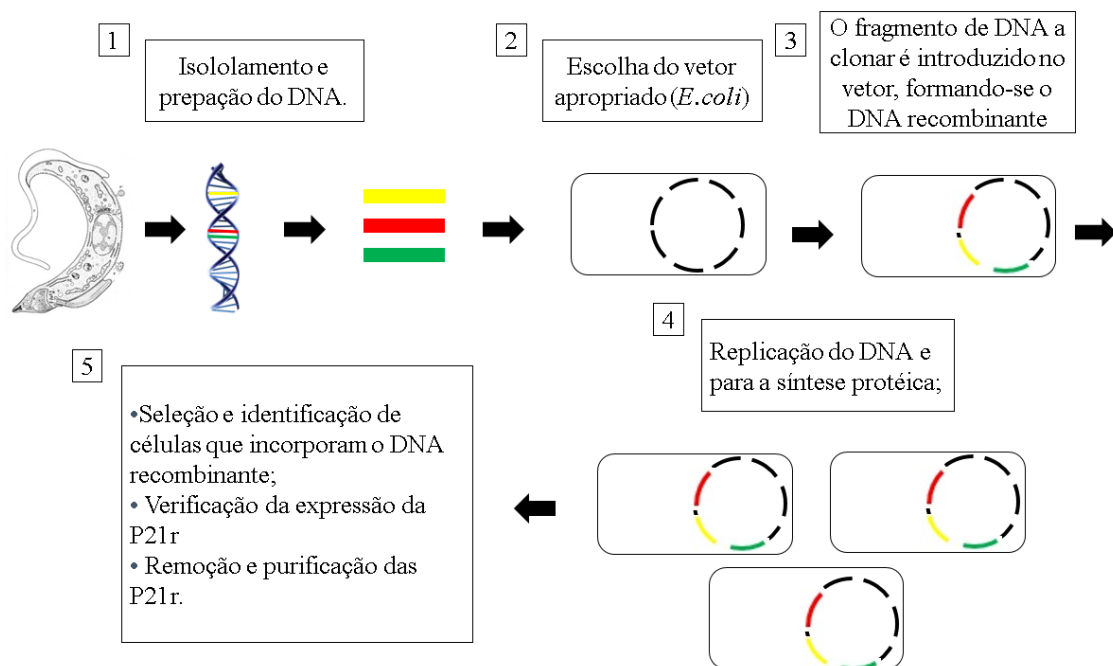 1
Isololamento e
prepação do DNA.
2
Escolha do vetor
apropriado (E.coli)
3
O fragmento de DNA a
clonar é introduzido no
vetor, formando-se o
DNA recombinante
4
Replicação do DNA e
para a síntese protéica;
5
•Seleção e identificação de
células que incorporam o DNA
recombinante;
• Verificação da expressão da
P21r
• Remoção e purificação das
P21r.